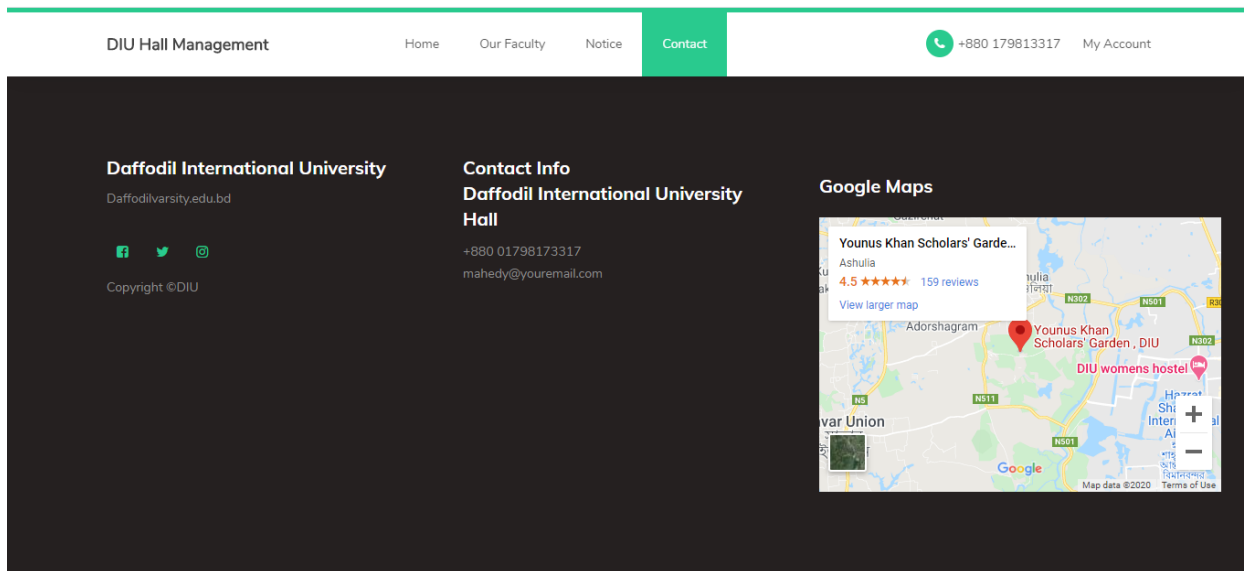 DIU Hall Management
Home
Our Faculty
Notice
Contact
+880 179813317
My Account
Daffodil International University
Daffodilvarsity.edu.bd
Copyright ©DIU
Contact Info
Daffodil International University
Hall
+880 01798173317
mahedy@youremail.com
Google Maps
Younus Khan Scholars' Garde...
Ashulia
4.5
159 reviews
View larger map
N302
N501
Adorshagram
Younus Khan
Scholars' Garden , DIU
N302
DIU womens hostel
N5
N511
Union
N501
Google
Map data ©2020
Terms of Use